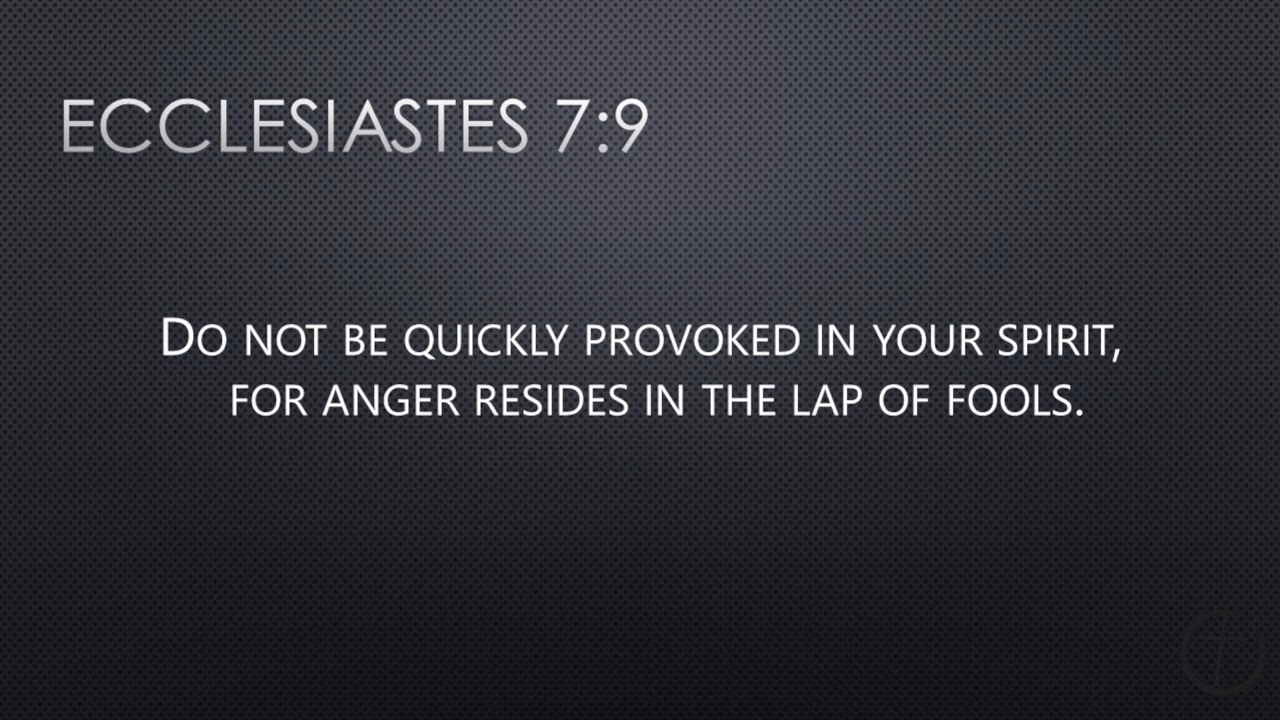 ECCLESIASTES 7:9
DO NOT BE QUICKLY PROVOKED IN YOUR SPIRIT,
FOR ANGER RESIDES IN THE LAP OF FOOLS.